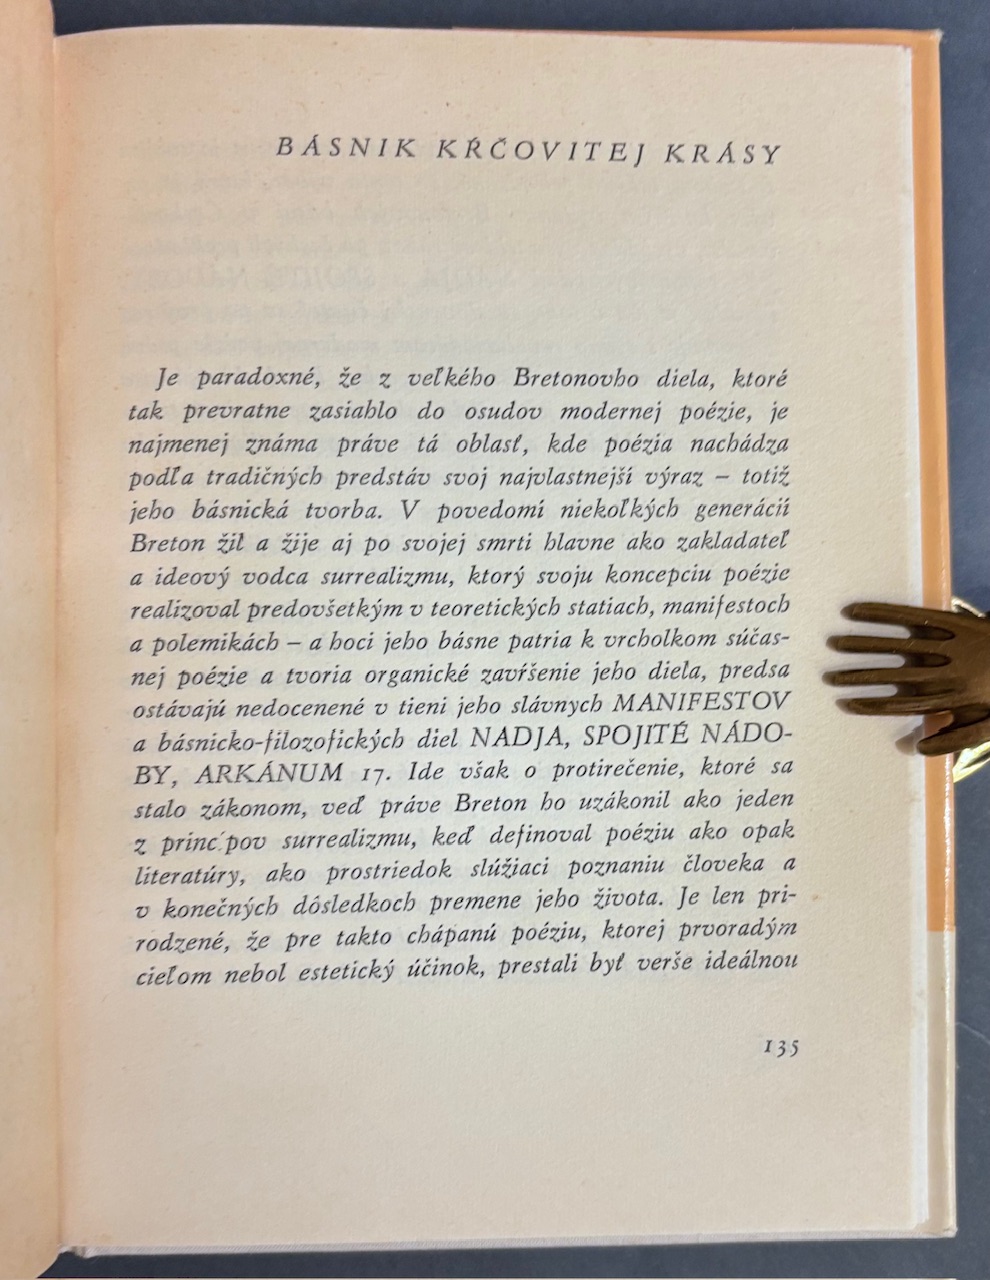 BÁSNIK KŔČOVITEJ KRÁSY
Je paradoxné, že z veľkého Bretonovho diela, ktoré
tak prevratne zasiahlo do osudov modernej poézie, je
najmenej známa práve tá oblasť, kde poézia nachádza
podľa tradičných predstáv svoj najvlastnejší výraz – totiž
jeho básnická tvorba. V povedomí niekoľkých generácií
Breton žil a žije aj po svojej smrti hlavne ako zakladateľ
a ideový vodca surrealizmu, ktorý svoju koncepciu poézie
realizoval predovšetkým v teoretických statiach, manifestoch
a polemikách – a hoci jeho básne patria k vrcholkom súčas-
nej poézie a tvoria organické zavŕšenie jeho diela, predsa
ostávajú nedocenené v tieni jeho slávnych MANIFESTOV
a básnicko-filozofických diel NADJA, SPOJITÉ NÁDO-
BY, ARKÁNUM 17. Ide však o protirečenie, ktoré sa
stalo zákonom, veď práve Breton ho uzákonil ako jeden
z princípov surrealizmu, keď definoval poéziu ako opak
literatúry, ako prostriedok slúžiaci poznaniu človeka a
v konečných dôsledkoch premene jeho života. Je len pri-
rodzené, že pre takto chápanú poéziu, ktorej prvoradým
cieľom nebol estetický účinok, prestali byť verše ideálnou
135